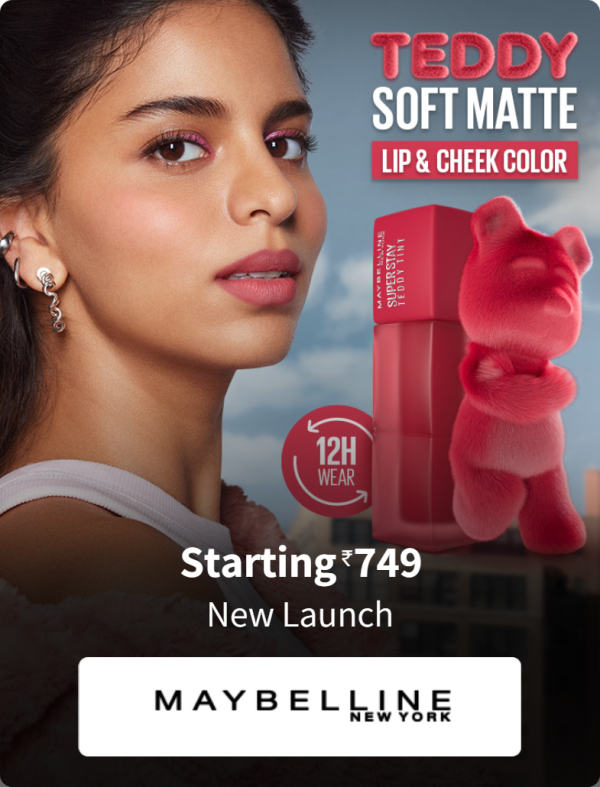 TEDDY
SOFT MATTE
LIP & CHEEK COLOR
MAYBELLINE
SUPER STAY
TEDDY TINT
12H
WEAR
Starting ₹749
New Launch
MAYBELLINE
NEW YORK